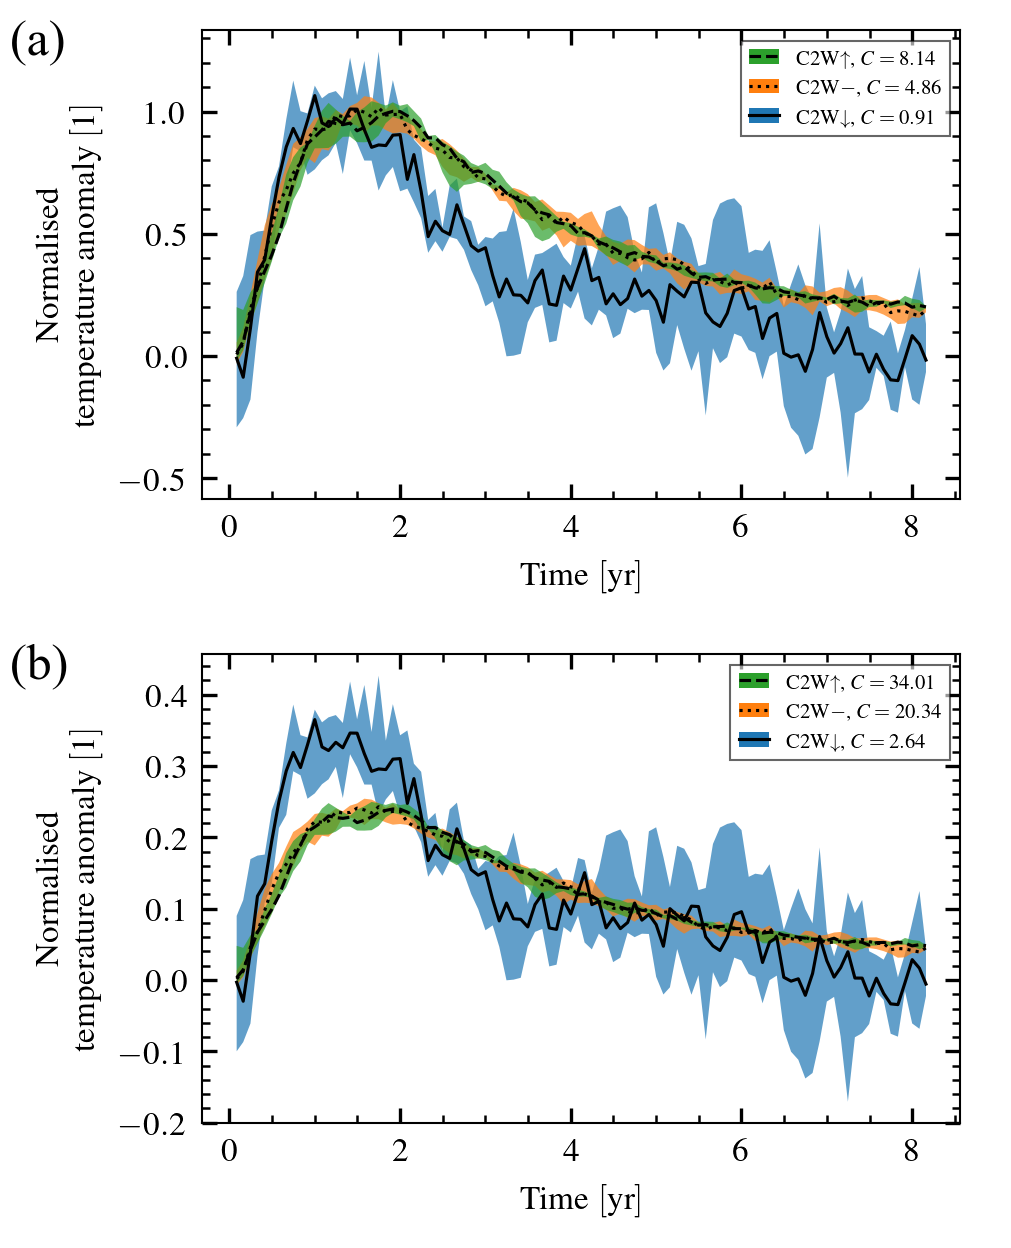 (a)
Normalised
temperature anomaly [1]
1.0
0.5
0.0
−0.5
C2W↑, C = 8.14
C2W−, C = 4.86
C2W↓, C = 0.91
0 2 4 6 8
Time [yr]
(b)
Normalised
temperature anomaly [1]
0.4
0.3
0.2
0.1
0.0
−0.1
−0.2
C2W↑, C = 34.01
C2W−, C = 20.34
C2W↓, C = 2.64
0 2 4 6 8
Time [yr]